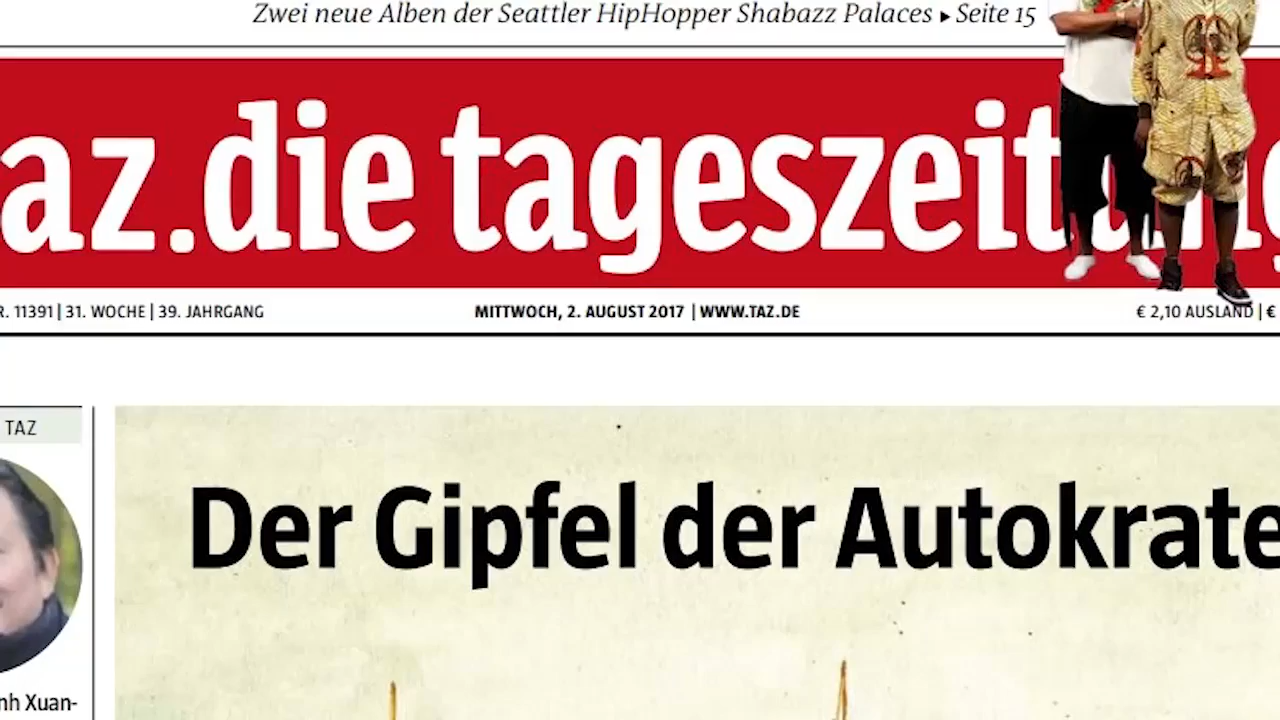 Zwei neue Alben der Seattler HipHopper Shabazz Palaces ▸ Seite 15
az.die tageszeitung
R. 11391 | 31. WOCHE | 39. JAHRGANG
MITTWOCH, 2. AUGUST 2017 | WWW.TAZ.DE
€ 2,10 AUSLAND | €
TAZ
Der Gipfel der Autokrate
nh Xuan-